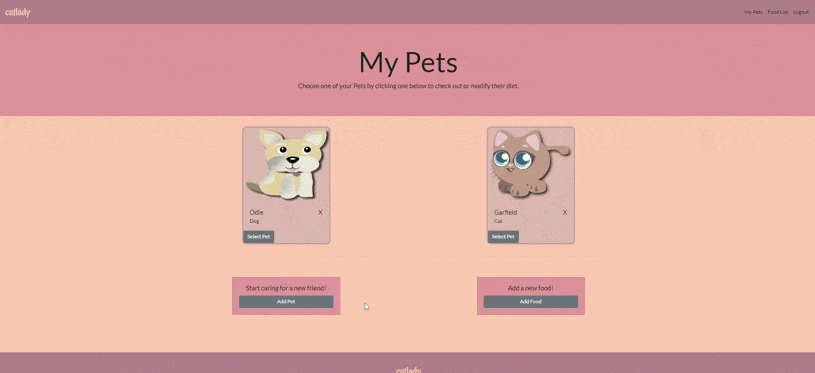 catlady
My Pets Food List Logout
My Pets
Choose one of your Pets by clicking one below to check out or modify their diet.
Odie X
Dog
Select Pet
Garfield X
Cat
Select Pet
Start caring for a new friend!
Add Pet
Add a new food!
Add Food
catlady